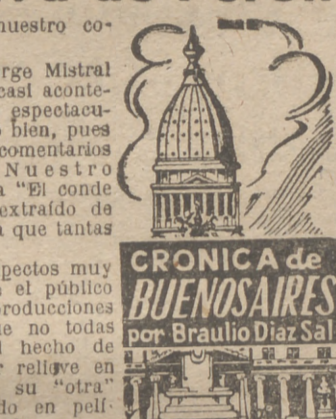 nuestro co-
rge Mistral
casi aconte-
espectacu-
bien, pues
comentarios
Nuestro
a "El conde
extraído de
a que tantas
pectos muy
s el público
producciones
e no todas
l hecho de
r relieve en
su "otra"
do en pelí-
CRONICA de
BUENOS AIRES
por Braulio Diaz Sal